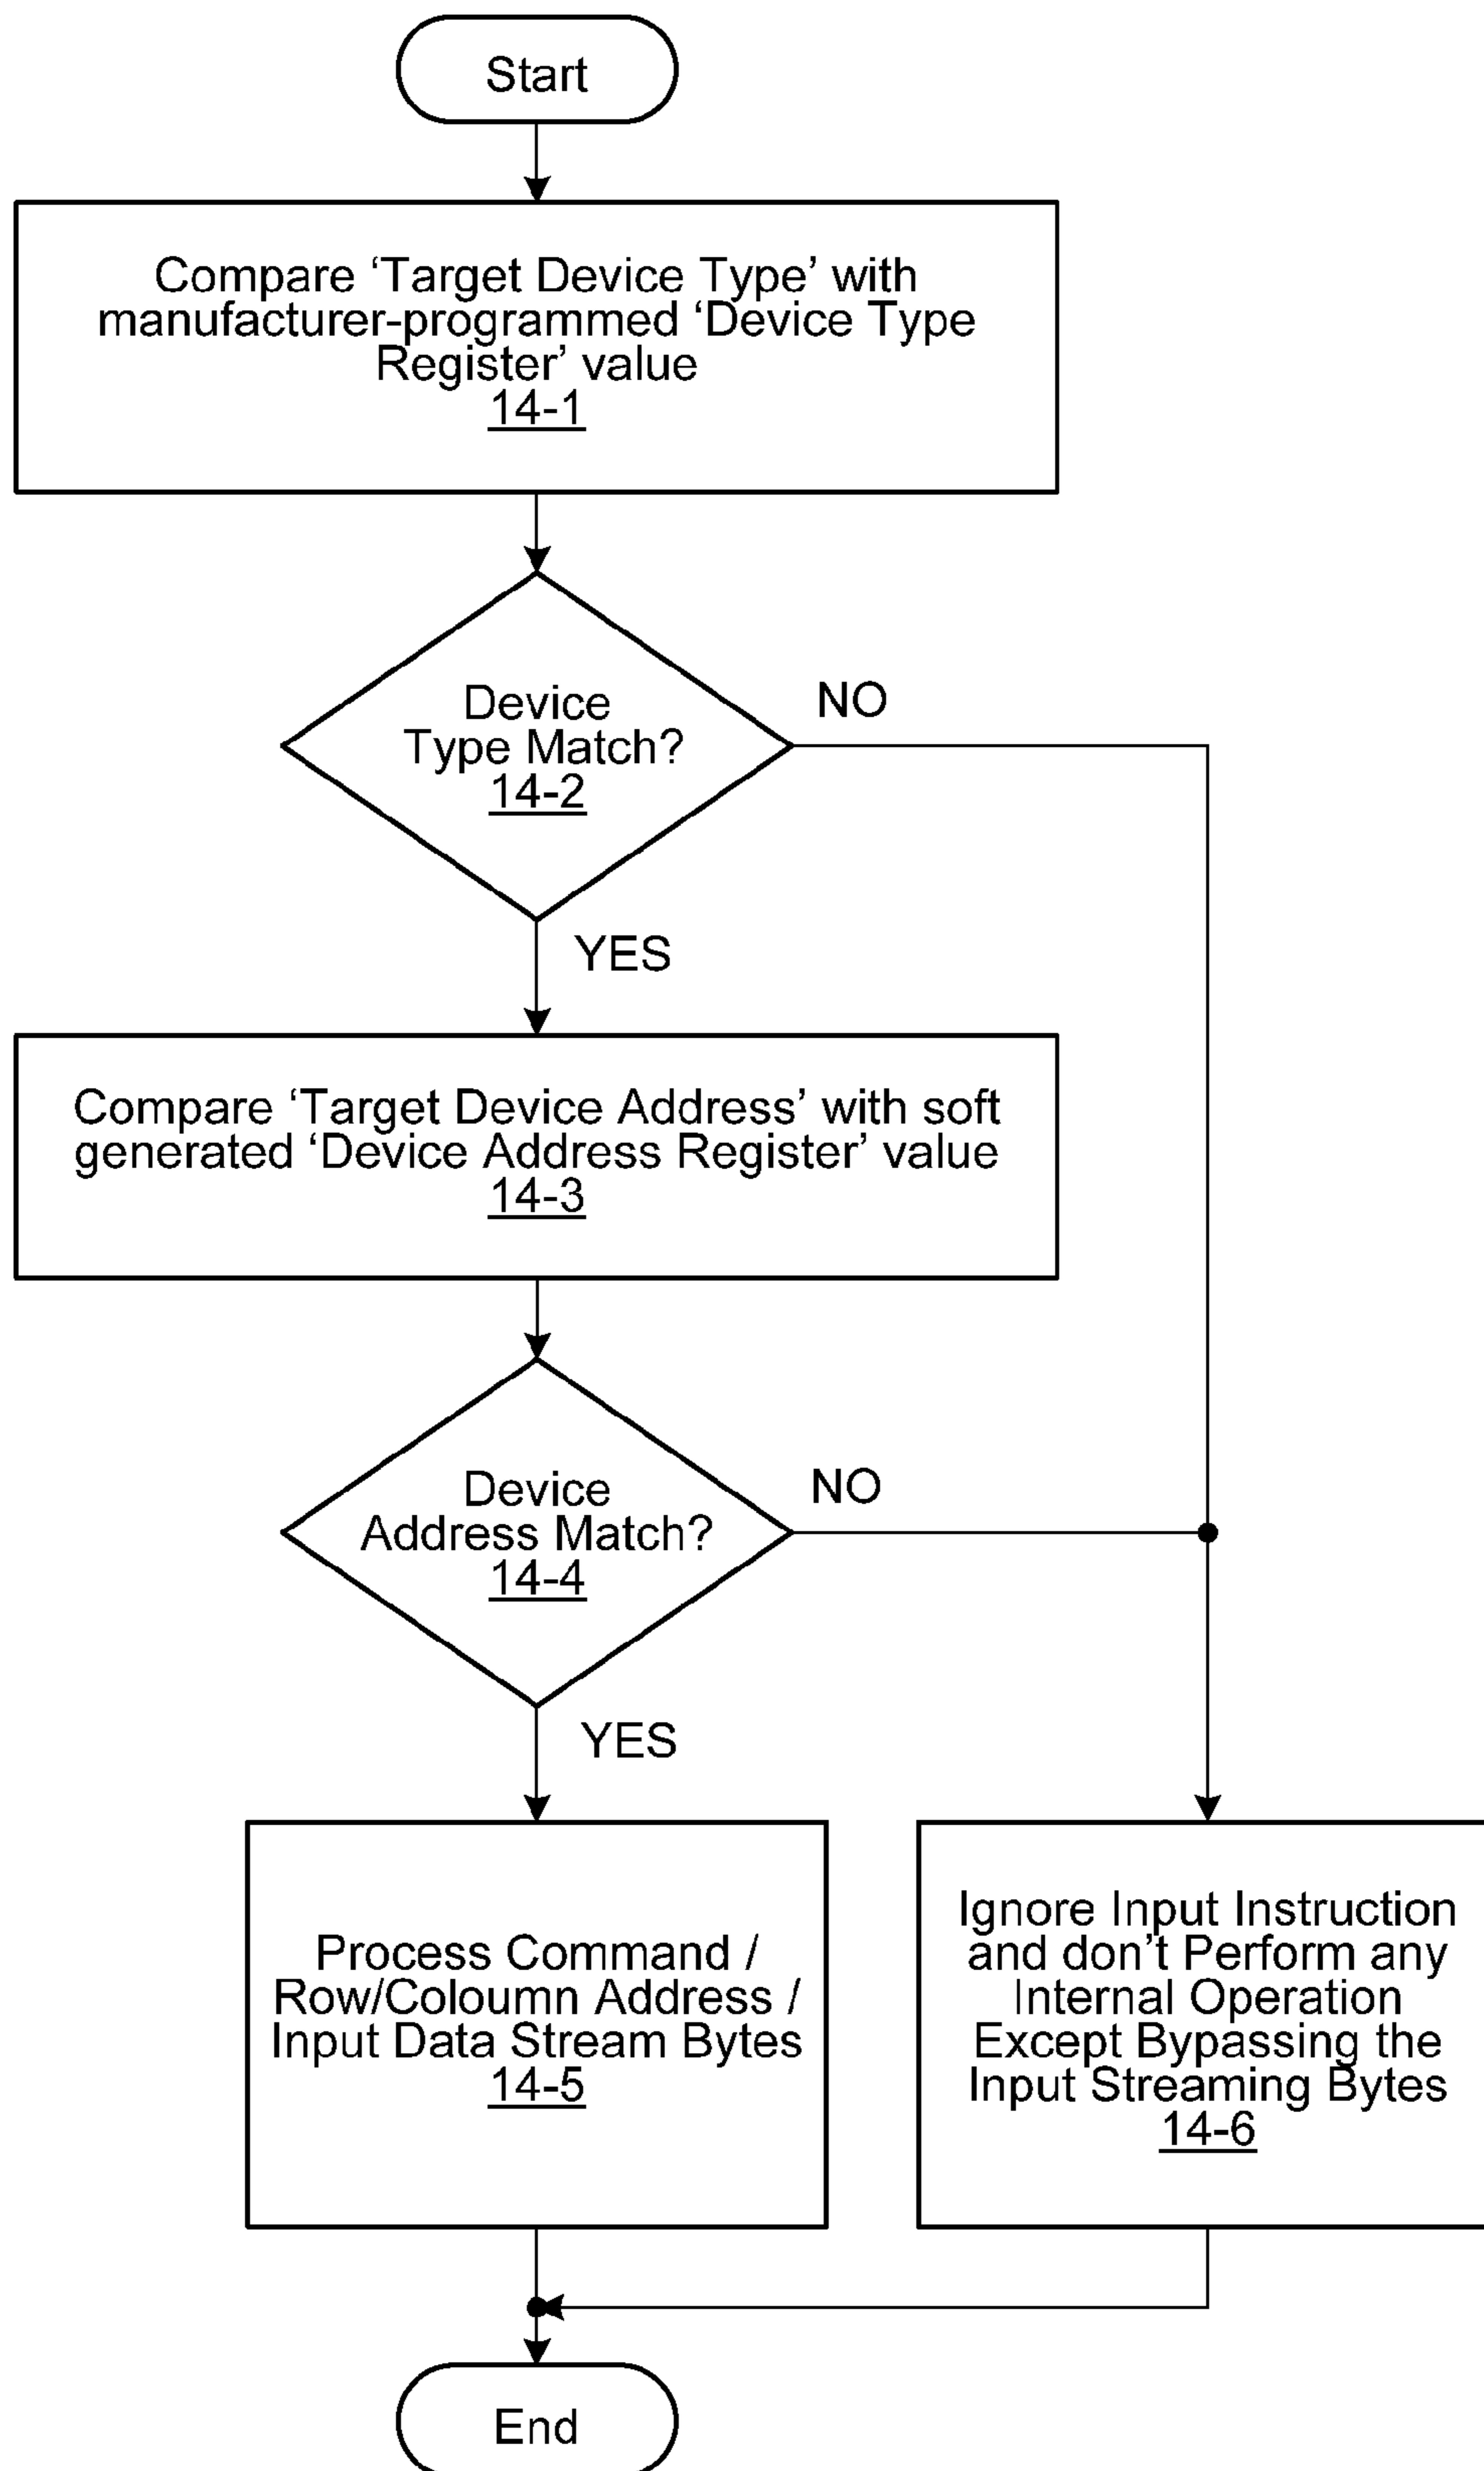 Start
Compare ‘Target Device Type’ with
manufacturer-programmed ‘Device Type
Register’ value
14-1
Device
Type Match?
14-2
NO
YES
Compare ‘Target Device Address’ with soft
generated ‘Device Address Register’ value
14-3
Device
Address Match?
14-4
NO
YES
Process Command /
Row/Coloumn Address /
Input Data Stream Bytes
14-5
Ignore Input Instruction
and don’t Perform any
Internal Operation
Except Bypassing the
Input Streaming Bytes
14-6
End